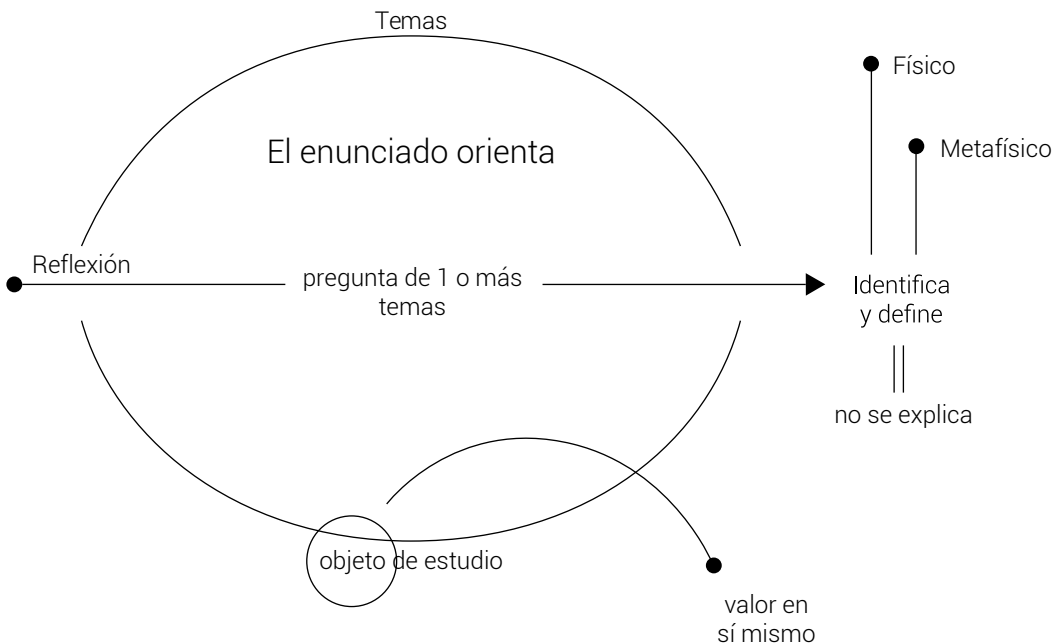 Temas
Físico
El enunciado orienta
Metafísico
Reflexión
pregunta de 1 o más
temas
Identifica
y define
no se explica
objeto de estudio
valor en
sí mismo